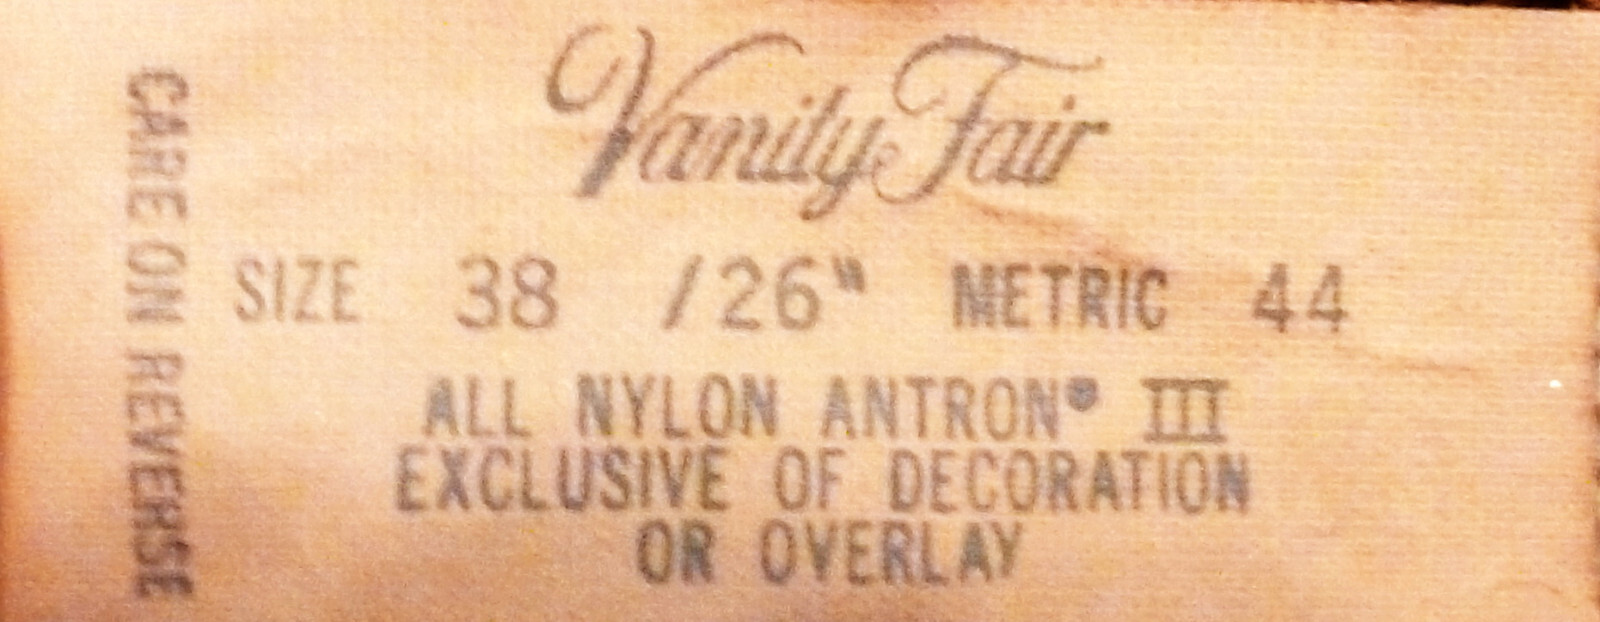 Vanity Fair
SIZE 38 /26" METRIC 44
ALL NYLON ANTRON® III
EXCLUSIVE OF DECORATION
OR OVERLAY
CARE ON REVERSE